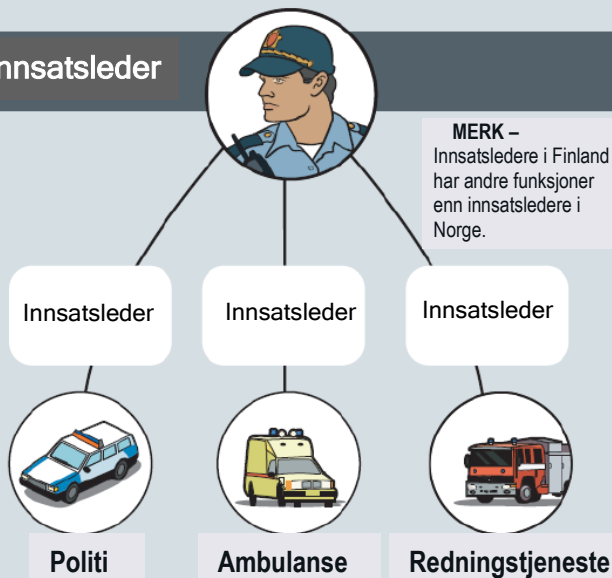 nnsatsleder
MERK –
Innsatsledere i Finland
har andre funksjoner
enn innsatsledere i
Norge.
Innsatsleder
Innsatsleder
Innsatsleder
Politi
Ambulanse
Redningstjeneste